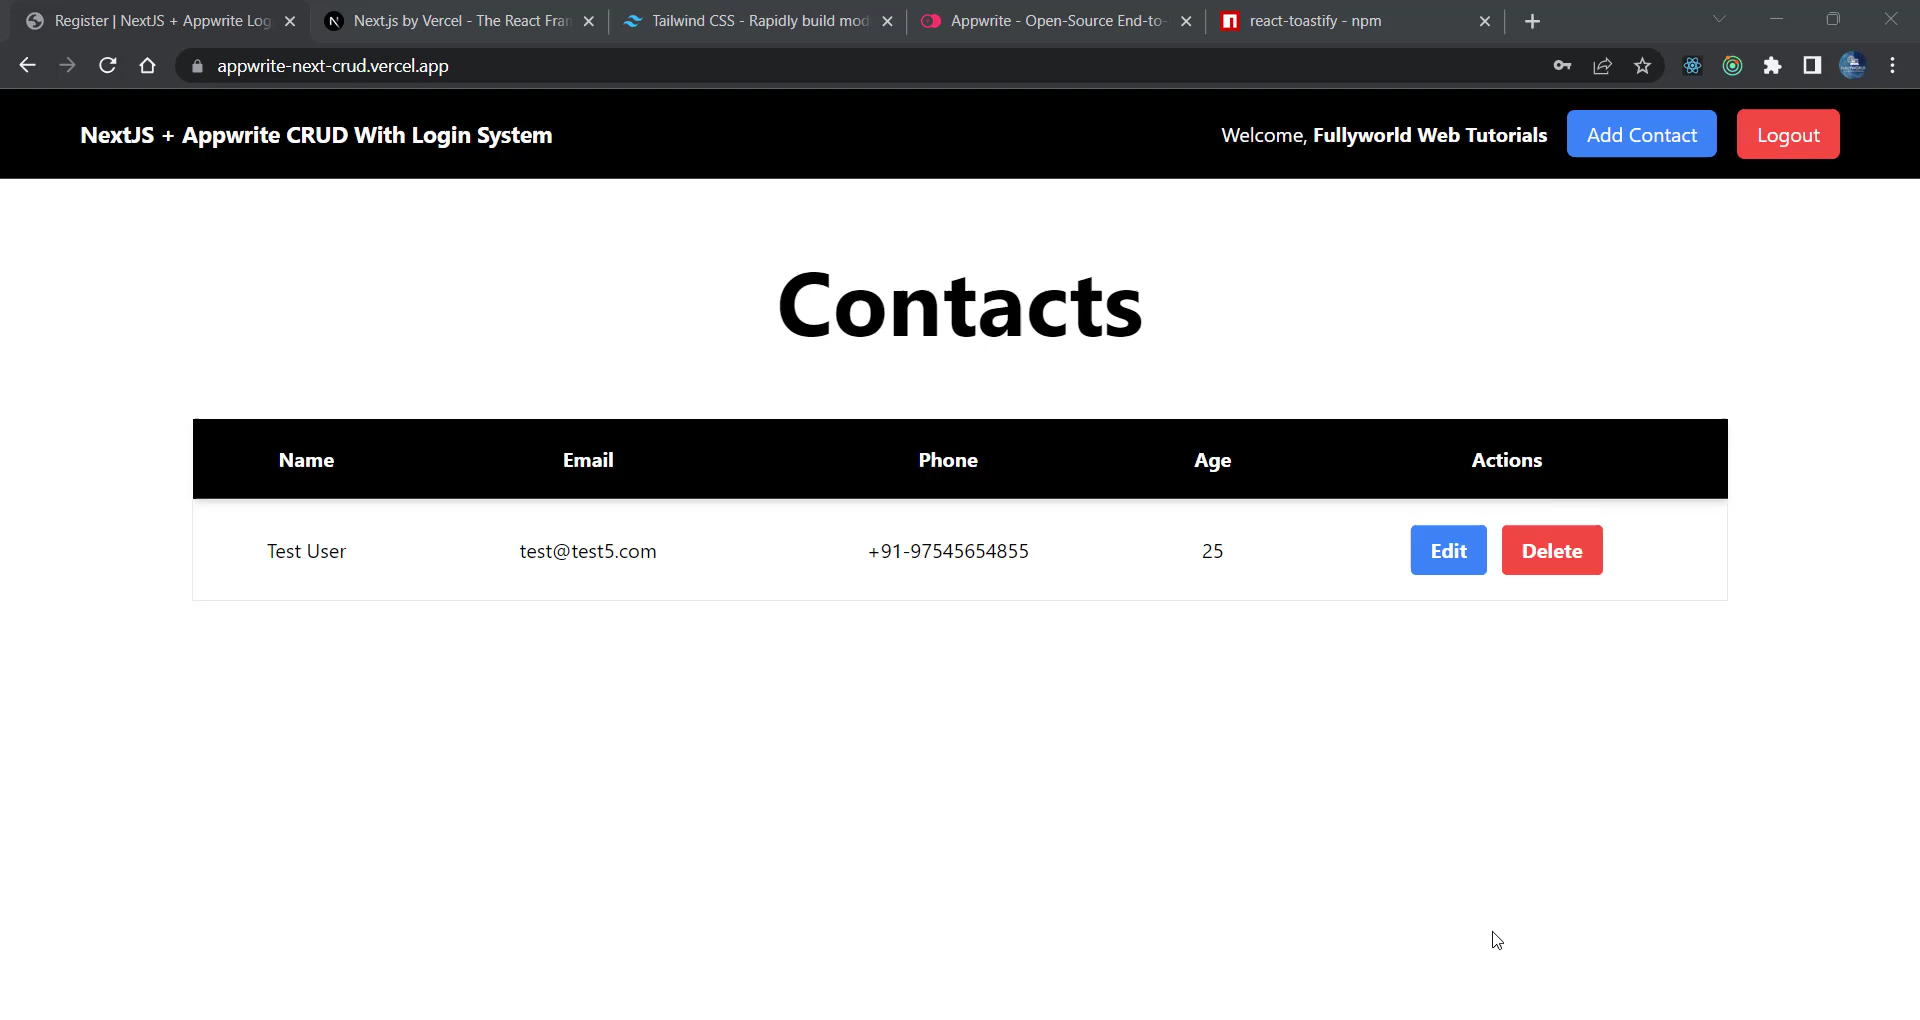 Register | NextJS + Appwrite Log
Next.js by Vercel - The React Fran
Tailwind CSS - Rapidly build mod
Appwrite - Open-Source End-to-
react-toastify - npm
appwrite-next-crud.vercel.app
NextJS + Appwrite CRUD With Login System
Welcome, Fullyworld Web Tutorials
Add Contact
Logout
Contacts
Name Email Phone Age Actions
Test User test@test5.com +91-97545654855 25 Edit Delete